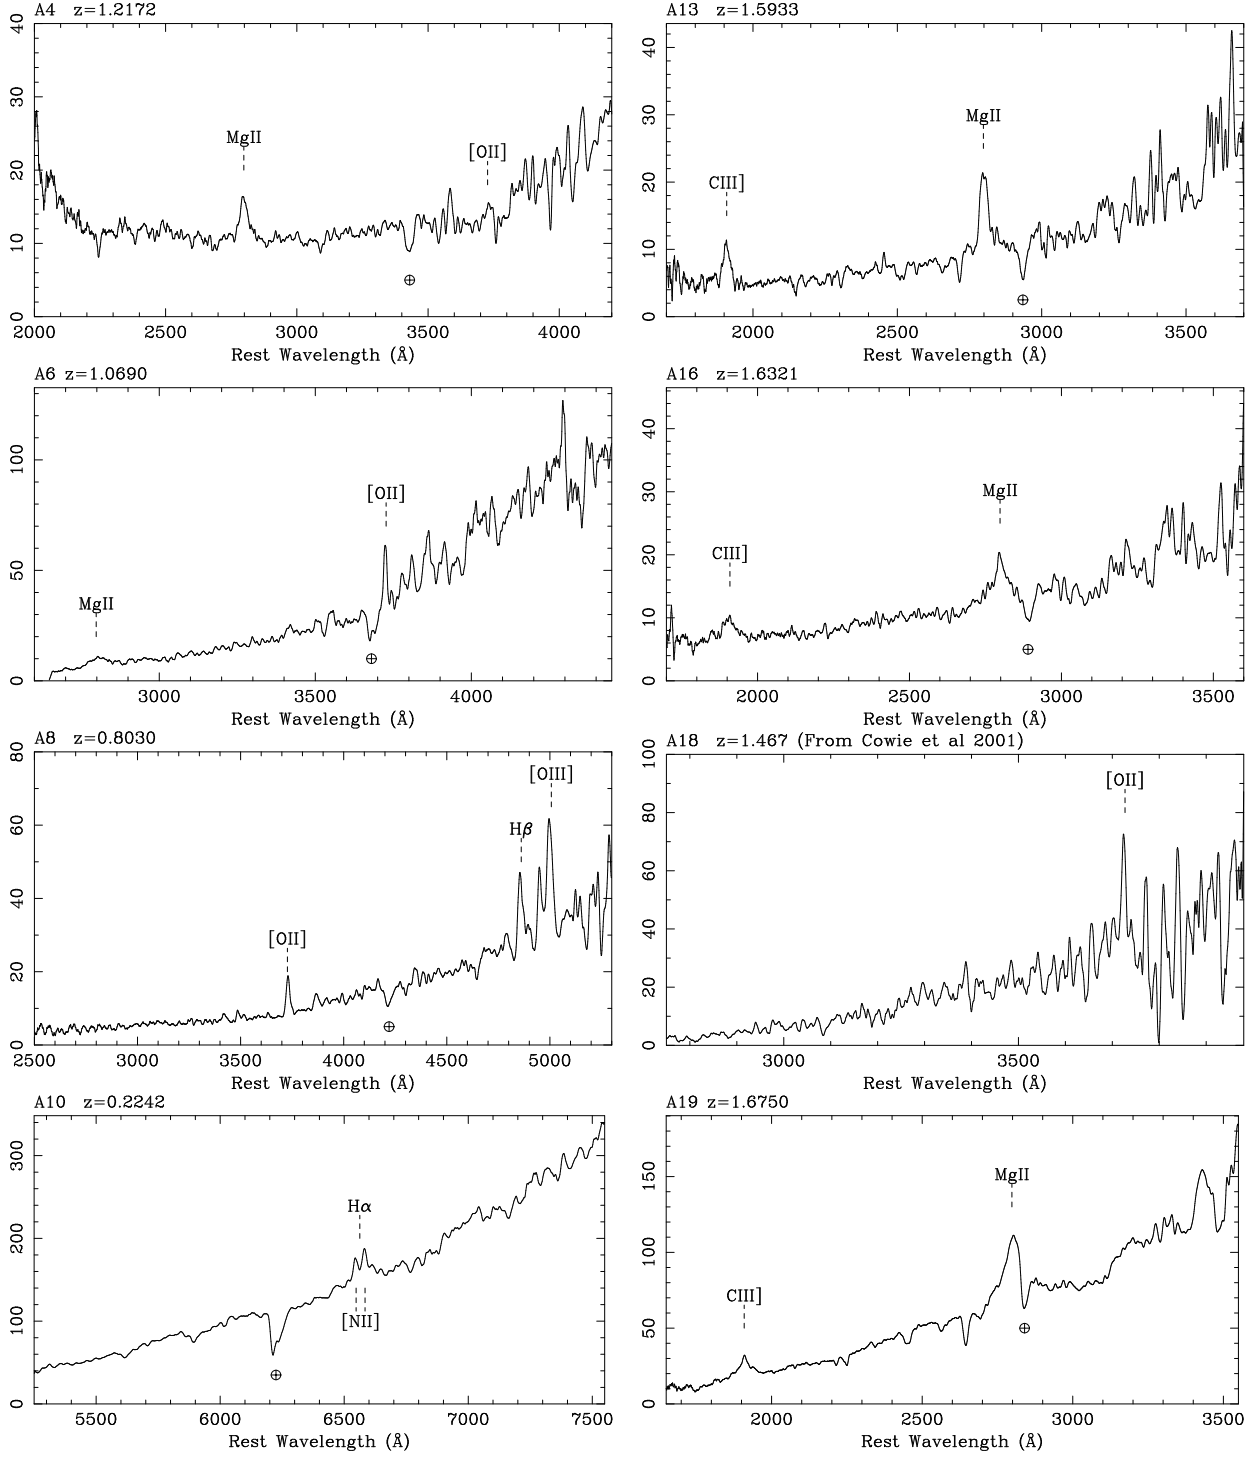 A4 z=1.2172
0 10 20 30 40
MgII
[OII]
⊕
2000 2500 3000 3500 4000
Rest Wavelength (Å)
A13 z=1.5933
0 10 20 30 40
CIII]
MgII
⊕
2000 2500 3000 3500
Rest Wavelength (Å)
A6 z=1.0690
0 50 100
MgII
[OII]
⊕
3000 3500 4000
Rest Wavelength (Å)
A16 z=1.6321
0 10 20 30 40
CIII]
MgII
⊕
2000 2500 3000 3500
Rest Wavelength (Å)
A8 z=0.8030
0 20 40 60 80
[OII]
Hβ
[OIII]
⊕
2500 3000 3500 4000 4500 5000
Rest Wavelength (Å)
A18 z=1.467 (From Cowie et al 2001)
0 20 40 60 80 100
[OII]
3000 3500
Rest Wavelength (Å)
A10 z=0.2242
0 100 200 300
Hα
[NII]
⊕
5500 6000 6500 7000 7500
Rest Wavelength (Å)
A19 z=1.6750
0 50 100 150
CIII]
MgII
⊕
2000 2500 3000 3500
Rest Wavelength (Å)